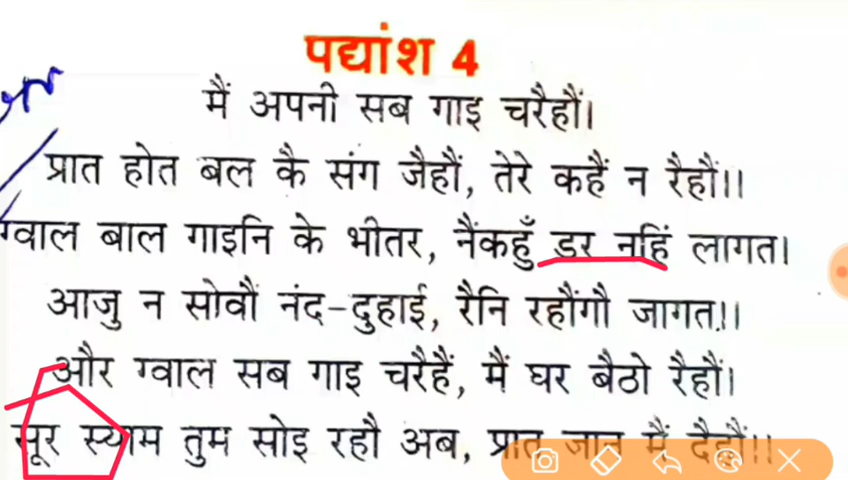 पद्यांश 4
मैं अपनी सब गाइ चरैहौं।
प्रात होत बल कै संग जैहौं, तेरे कहैं न रैहौं।।
ग्वाल बाल गाइनि के भीतर, नैंकहुँ डर नहिं लागत।
आजु न सोवौं नंद-दुहाई, रैनि रहौंगौ जागत।।
और ग्वाल सब गाइ चरैहैं, मैं घर बैठो रैहौं।
सूर स्याम तुम सोइ रहौ अब, प्रात जान मैं दैहौं।।